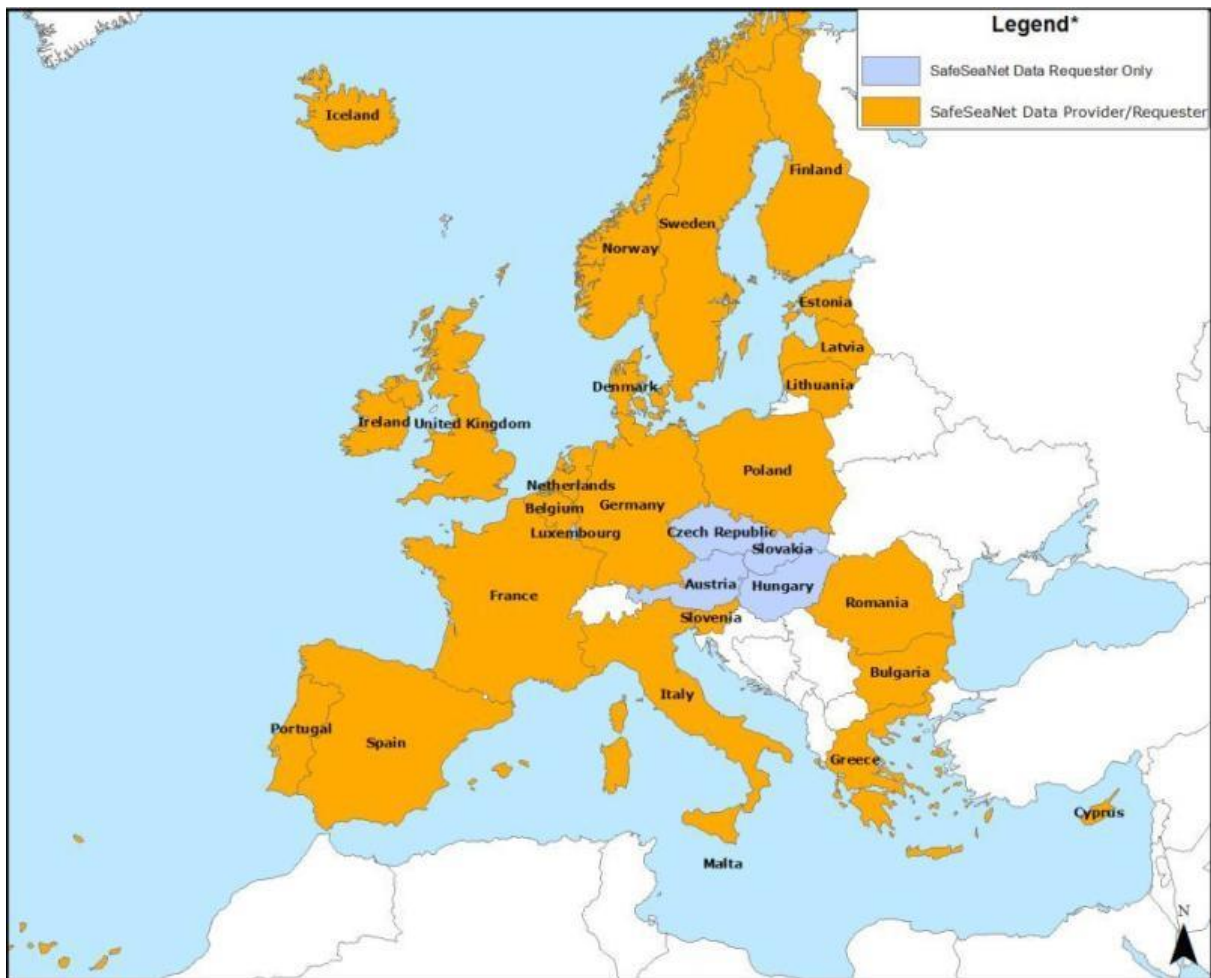 Legend*
SafeSeaNet Data Requester Only
SafeSeaNet Data Provider/Requester
Iceland
Finland
Sweden
Norway
Estonia
Latvia
Denmark
Lithuania
Ireland
United Kingdom
Poland
Netherlands
Belgium
Germany
Luxembourg
Czech Republic
Slovakia
Austria
Hungary
France
Romania
Slovenia
Bulgaria
Italy
Portugal
Spain
Greece
Cyprus
Malta
N